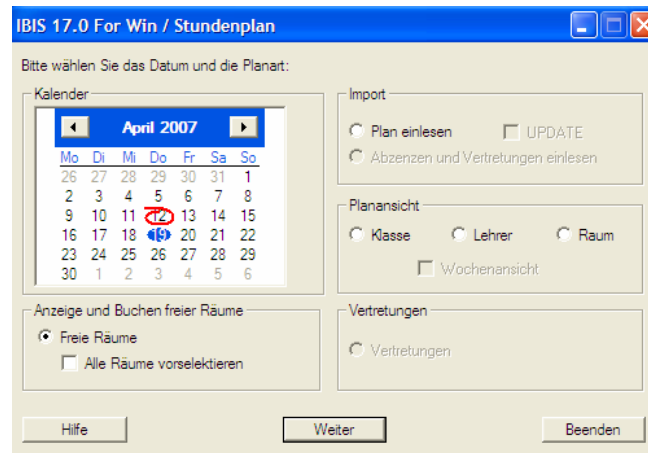 IBIS 17.0 For Win / Stundenplan
Bitte wählen Sie das Datum und die Planart:
Kalender
April 2007
Mo Di Mi Do Fr Sa So
26 27 28 29 30 31 1
2 3 4 5 6 7 8
9 10 11 12 13 14 15
16 17 18 19 20 21 22
23 24 25 26 27 28 29
30 1 2 3 4 5 6
Anzeige und Buchen freier Räume
Freie Räume
Alle Räume vorselektieren
Import
Plan einlesen UPDATE
Abzenzen und Vertretungen einlesen
Planansicht
Klasse Lehrer Raum
Wochenansicht
Vertretungen
Vertretungen
Hilfe Weiter Beenden